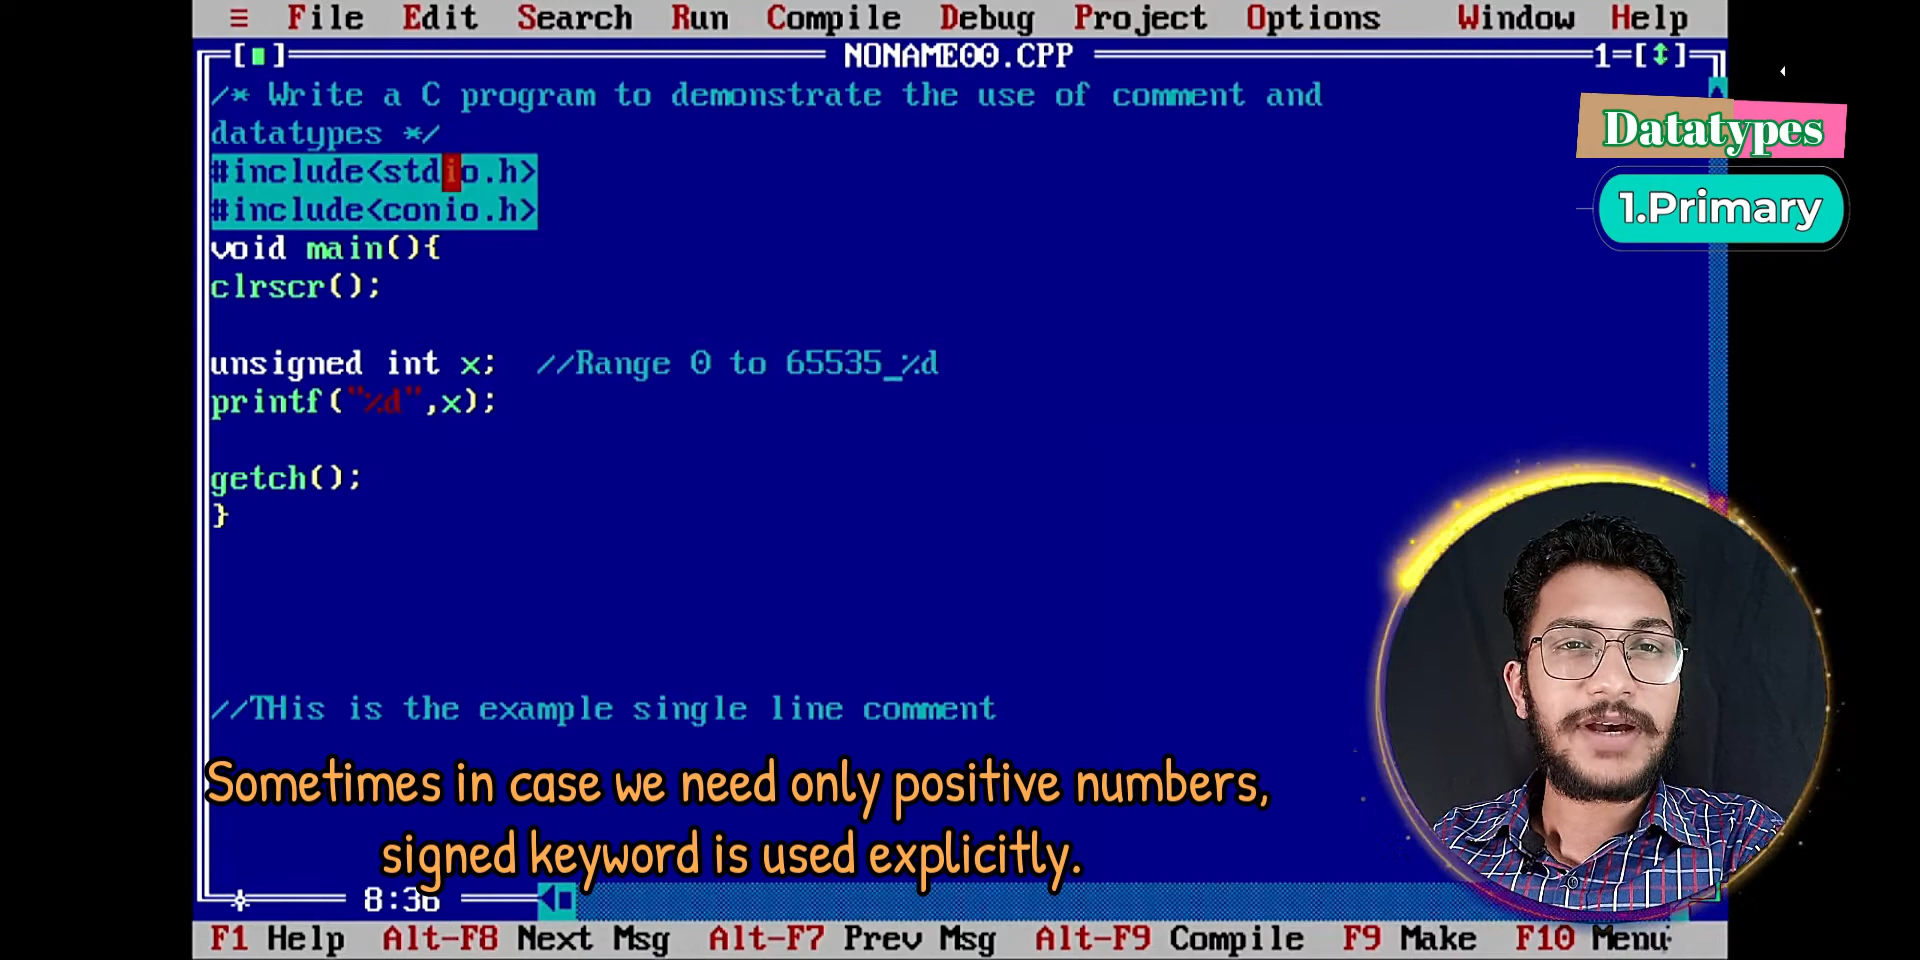 ≡ File Edit Search Run Compile Debug Project Options Window Help
[■] NONAME00.CPP 1=[↕]
/* Write a C program to demonstrate the use of comment and
datatypes */
#include<stdio.h>
#include<conio.h>
void main(){
clrscr();
unsigned int x; //Range 0 to 65535_%d
printf("%d",x);
getch();
}
//THis is the example single line comment
Datatypes
1.Primary
Sometimes in case we need only positive numbers,
signed keyword is used explicitly.
8:36
F1 Help Alt-F8 Next Msg Alt-F7 Prev Msg Alt-F9 Compile F9 Make F10 Menu